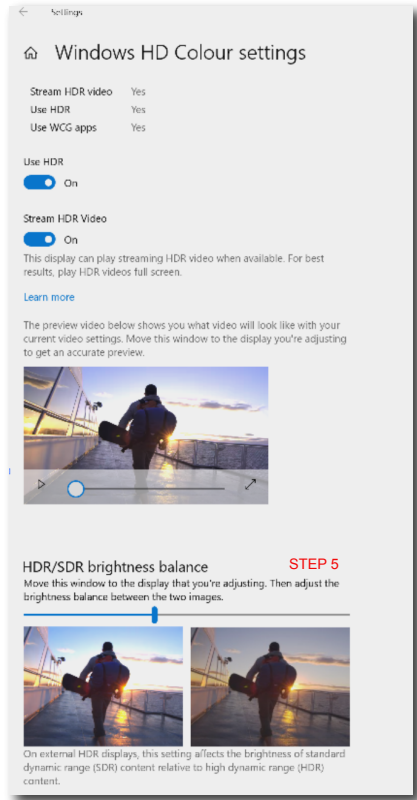 Settings
Windows HD Colour settings
Stream HDR video Yes
Use HDR Yes
Use WCG apps Yes
Use HDR
On
Stream HDR Video
On
This display can play streaming HDR video when available. For best
results, play HDR videos full screen.
Learn more
The preview video below shows you what video will look like with your
current video settings. Move this window to the display you're adjusting
to get an accurate preview.
HDR/SDR brightness balance STEP 5
Move this window to the display that you're adjusting. Then adjust the
brightness balance between the two images.
On external HDR displays, this setting affects the brightness of standard
dynamic range (SDR) content relative to high dynamic range (HDR)
content.